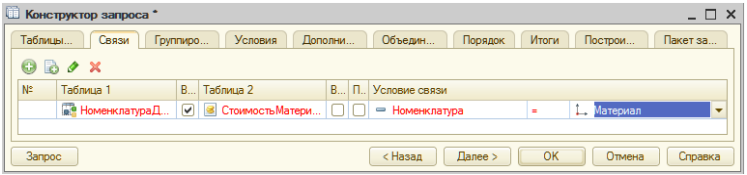 Конструктор запроса *
Таблицы... Связи Группиро... Условия Дополни... Объедин... Порядок Итоги Построи... Пакет за...
№ Таблица 1 В... Таблица 2 В... П.. Условие связи
НоменклатураД... СтоимостьМатери... Номенклатура = Материал
Запрос < Назад Далее > OK Отмена Справка